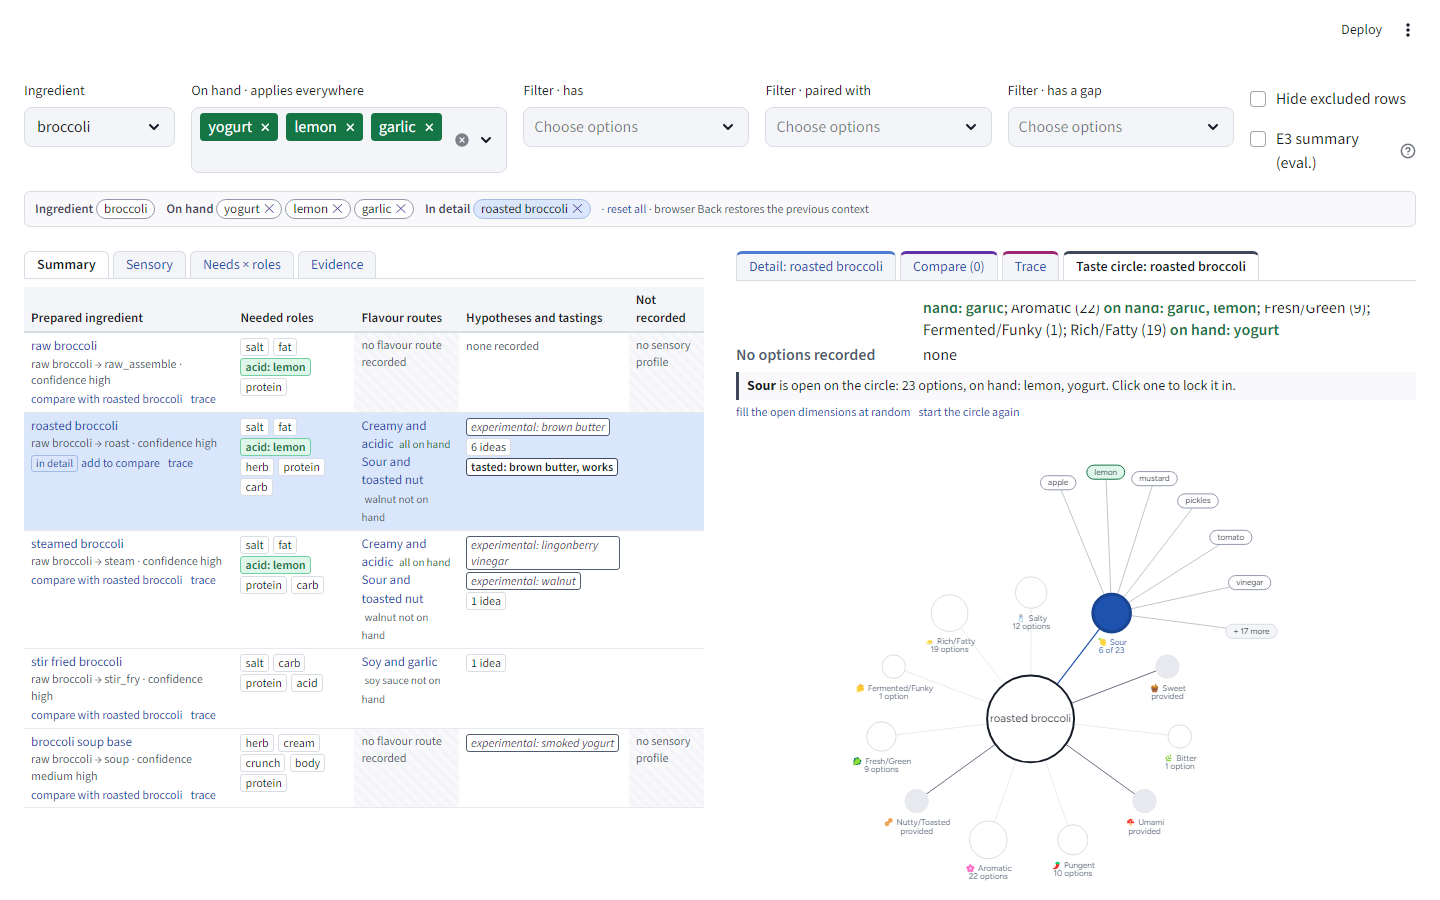 Deploy
Ingredient
On hand · applies everywhere
Filter · has
Filter · paired with
Filter · has a gap
broccoli
yogurt × lemon × garlic ×
Choose options
Choose options
Choose options
Hide excluded rows
E3 summary
(eval.)
Ingredient broccoli On hand yogurt × lemon × garlic × In detail roasted broccoli × · reset all · browser Back restores the previous context
Summary
Sensory
Needs × roles
Evidence
Prepared ingredient
Needed roles
Flavour routes
Hypotheses and tastings
Not
recorded
raw broccoli
raw broccoli → raw_assemble ·
confidence high
compare with roasted broccoli trace
salt fat
acid: lemon
protein
no flavour route
recorded
none recorded
no sensory
profile
roasted broccoli
raw broccoli → roast · confidence high
in detail add to compare trace
salt fat
acid: lemon
herb protein
carb
Creamy and
acidic all on hand
Sour and
toasted nut
walnut not on
hand
experimental: brown butter
6 ideas
tasted: brown butter, works
steamed broccoli
raw broccoli → steam · confidence high
compare with roasted broccoli trace
salt fat
acid: lemon
protein carb
Creamy and
acidic all on hand
Sour and
toasted nut
walnut not on
hand
experimental: lingonberry
vinegar
experimental: walnut
1 idea
stir fried broccoli
raw broccoli → stir_fry · confidence
high
compare with roasted broccoli trace
salt carb
protein acid
Soy and garlic
soy sauce not on
hand
1 idea
broccoli soup base
raw broccoli → soup · confidence
medium high
compare with roasted broccoli trace
herb cream
crunch body
protein
no flavour route
recorded
experimental: smoked yogurt
no sensory
profile
Detail: roasted broccoli
Compare (0)
Trace
Taste circle: roasted broccoli
hand: garlic; Aromatic (22) on hand: garlic, lemon; Fresh/Green (9);
Fermented/Funky (1); Rich/Fatty (19) on hand: yogurt
No options recorded none
Sour is open on the circle: 23 options, on hand: lemon, yogurt. Click one to lock it in.
fill the open dimensions at random start the circle again
apple
lemon
mustard
pickles
tomato
vinegar
+ 17 more
Salty
12 options
Sour
6 of 23
Rich/Fatty
19 options
Sweet
provided
Fermented/Funky
1 option
roasted broccoli
Bitter
1 option
Fresh/Green
9 options
Umami
provided
Nutty/Toasted
provided
Pungent
10 options
Aromatic
22 options